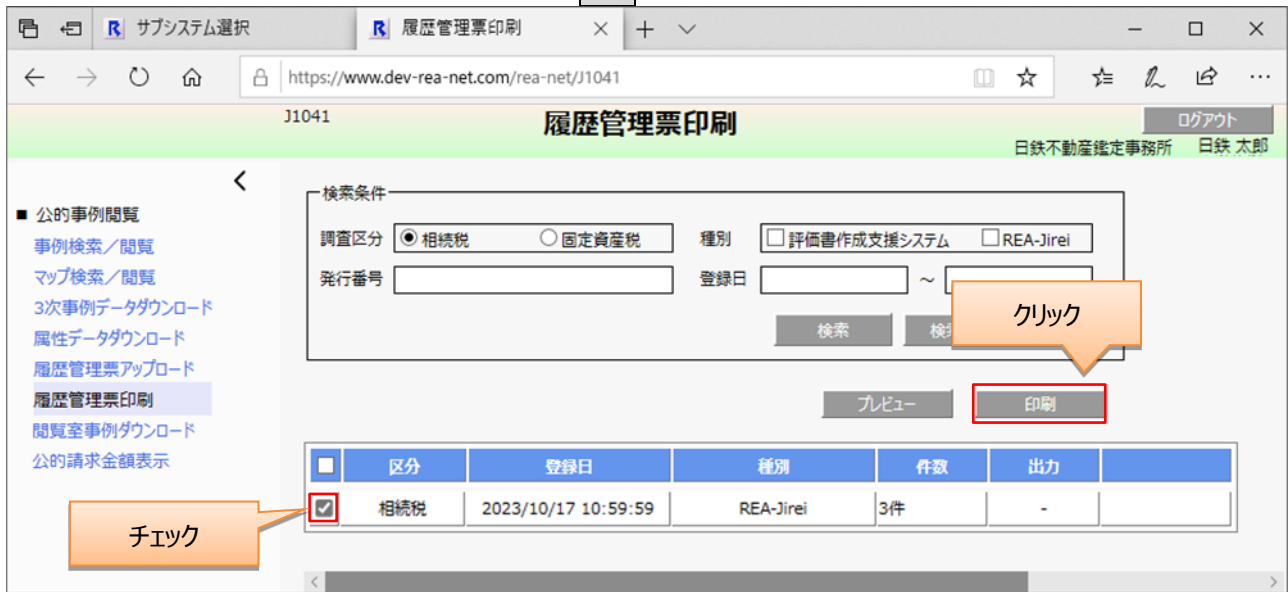 サブシステム選択
履歴管理票印刷
https://www.dev-rea-net.com/rea-net/J1041
J1041
履歴管理票印刷
ログアウト
日鉄不動産鑑定事務所 日鉄 太郎
■ 公的事例閲覧
事例検索／閲覧
マップ検索／閲覧
3次事例データダウンロード
属性データダウンロード
履歴管理票アップロード
履歴管理票印刷
閲覧室事例ダウンロード
公的請求金額表示
検索条件
調査区分 相続税 固定資産税 種別 評価書作成支援システム REA-Jirei
発行番号 登録日 ～
検索 検
クリック
プレビュー 印刷
区分 登録日 種別 件数 出力
相続税 2023/10/17 10:59:59 REA-Jirei 3件 -
チェック